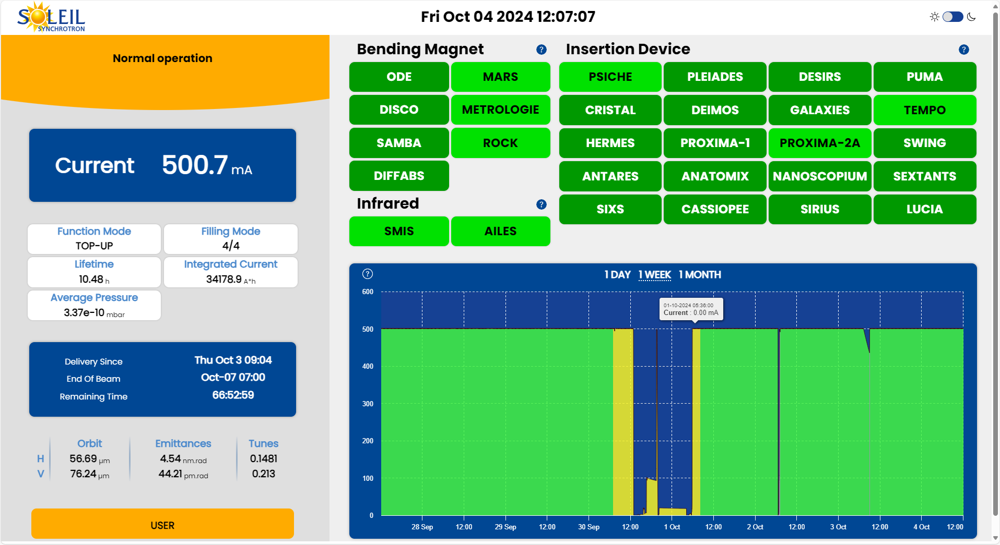 SOLEIL
SYNCHROTRON
Fri Oct 04 2024 12:07:07
Normal operation
Current 500.7 mA
Function Mode
TOP-UP
Filling Mode
4/4
Lifetime
10.48 h
Integrated Current
34178.9 A*h
Average Pressure
3.37e-10 mbar
Delivery Since Thu Oct 3 09:04
End Of Beam Oct-07 07:00
Remaining Time 66:52:59
Orbit Emittances Tunes
H 56.69 µm 4.54 nm.rad 0.1481
V 76.24 µm 44.21 pm.rad 0.213
USER
Bending Magnet ?
ODE MARS
DISCO METROLOGIE
SAMBA ROCK
DIFFABS
Infrared ?
SMIS AILES
Insertion Device ?
PSICHE PLEIADES DESIRS PUMA
CRISTAL DEIMOS GALAXIES TEMPO
HERMES PROXIMA-1 PROXIMA-2A SWING
ANTARES ANATOMIX NANOSCOPIUM SEXTANTS
SIXS CASSIOPEE SIRIUS LUCIA
? 1 DAY 1 WEEK 1 MONTH
01-10-2024 05:36:00
Current : 0.00 mA
600
500
400
300
200
100
0
28 Sep 12:00 29 Sep 12:00 30 Sep 12:00 1 Oct 12:00 2 Oct 12:00 3 Oct 12:00 4 Oct 12:00